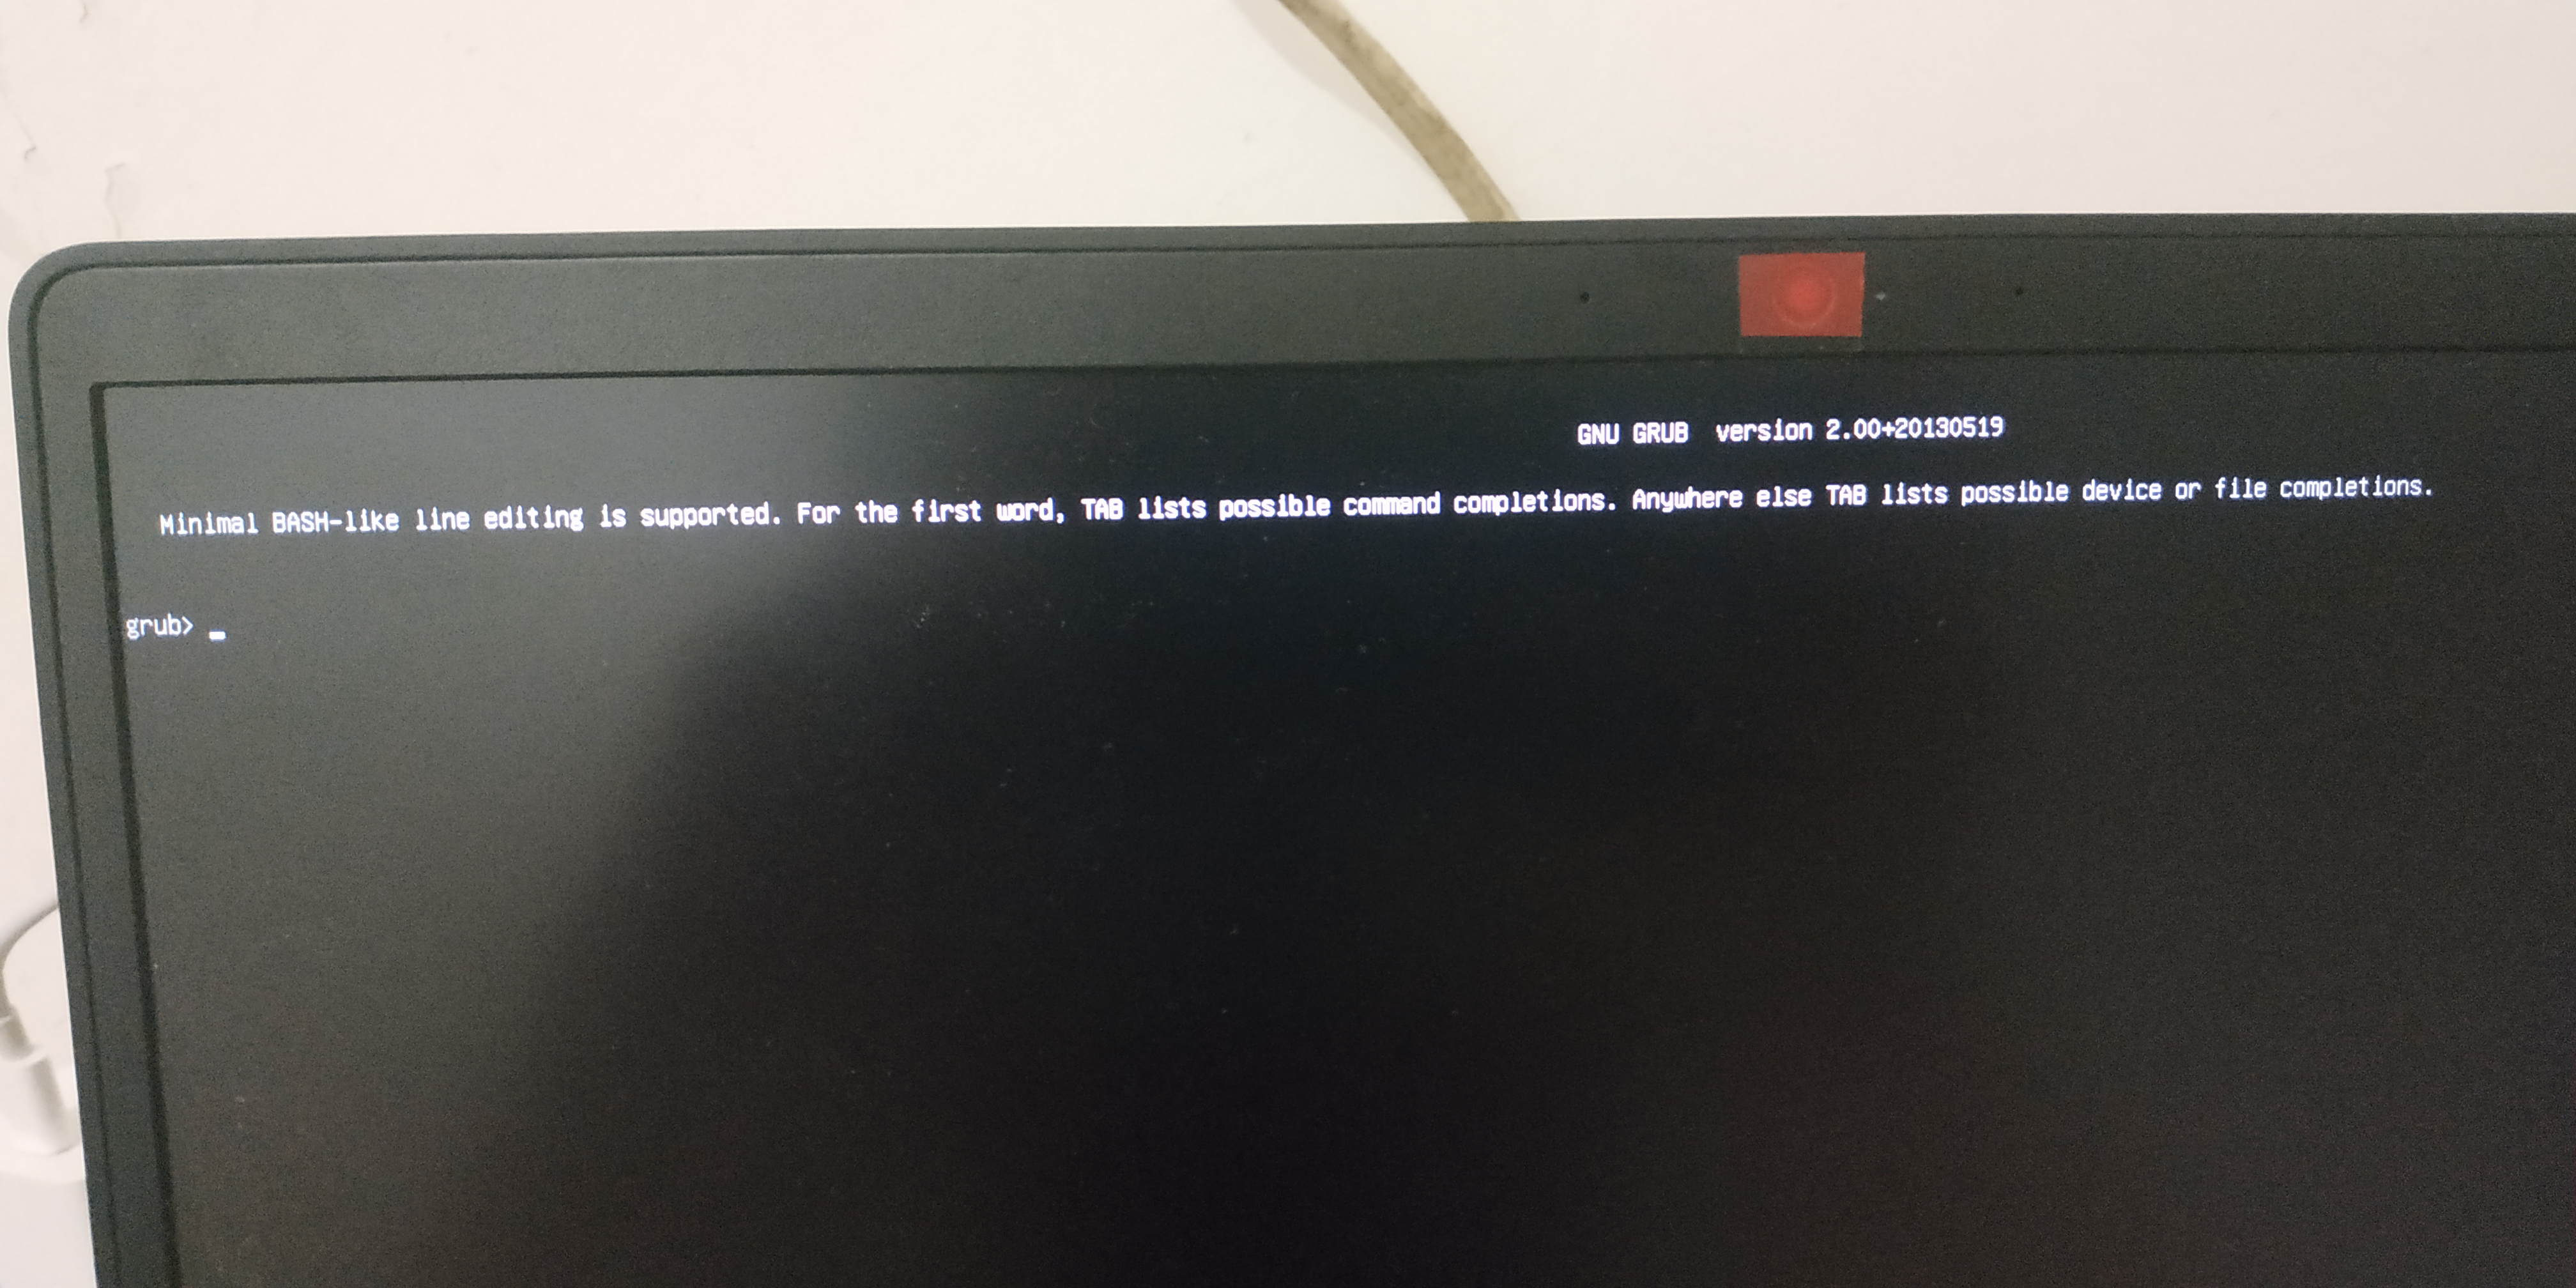 GNU GRUB  version 2.00+20130519
Minimal BASH-like line editing is supported. For the first word, TAB lists possible command completions. Anywhere else TAB lists possible device or file completions.
grub> _